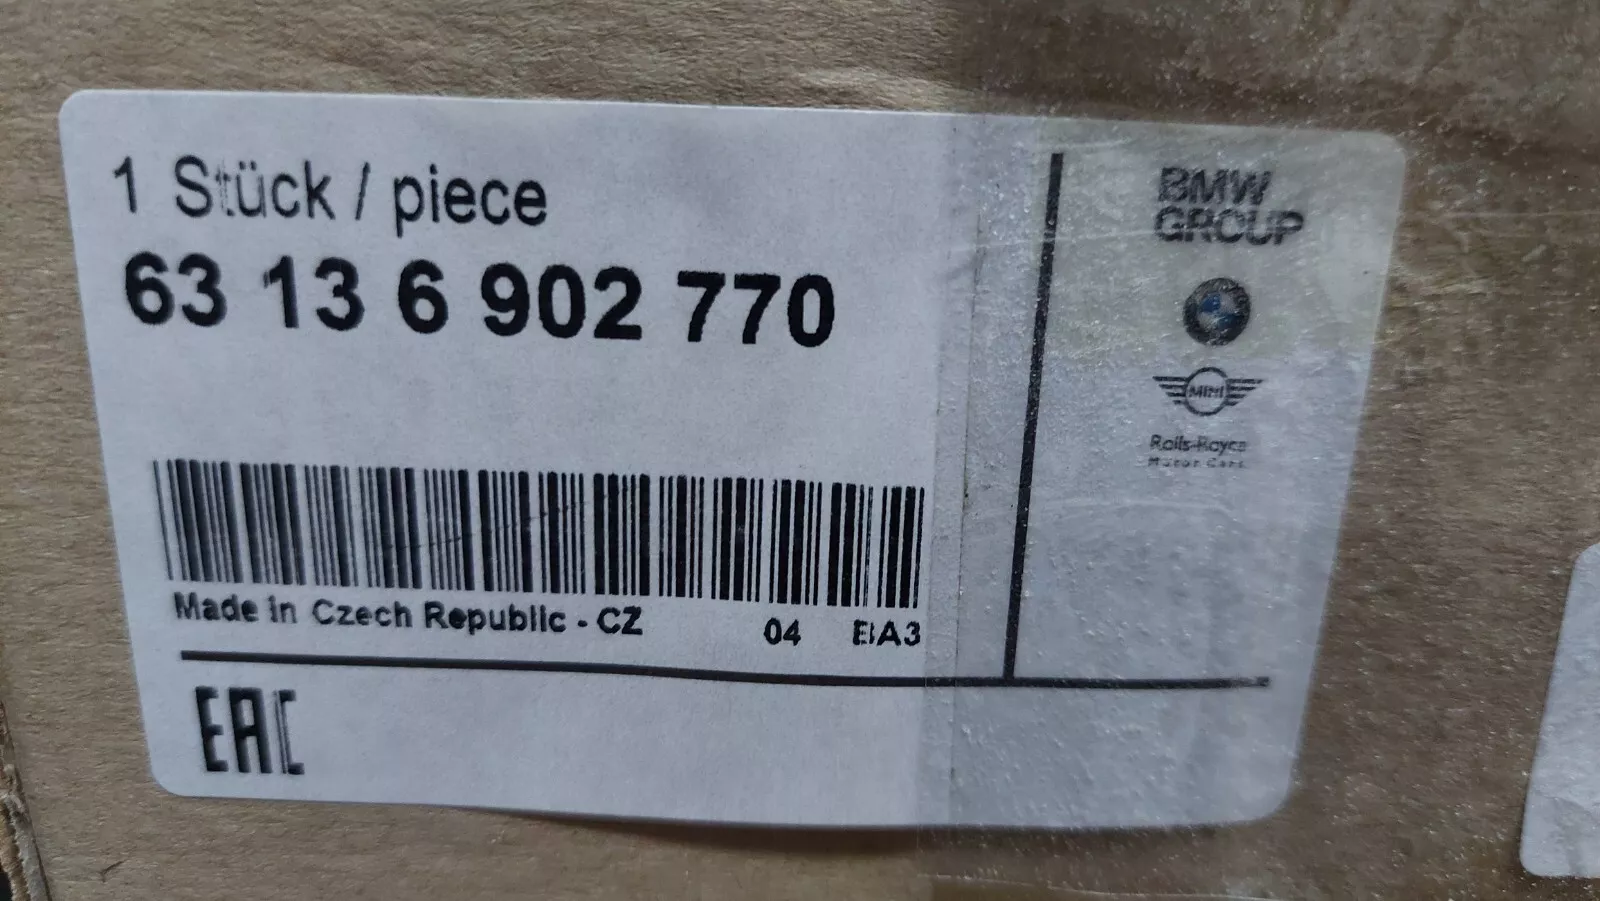 1 Stück / piece
63 13 6 902 770
Made in Czech Republic - CZ 04 BA3
EAC
BMW
GROUP
MINI
Rolls-Royce
Motor Cars